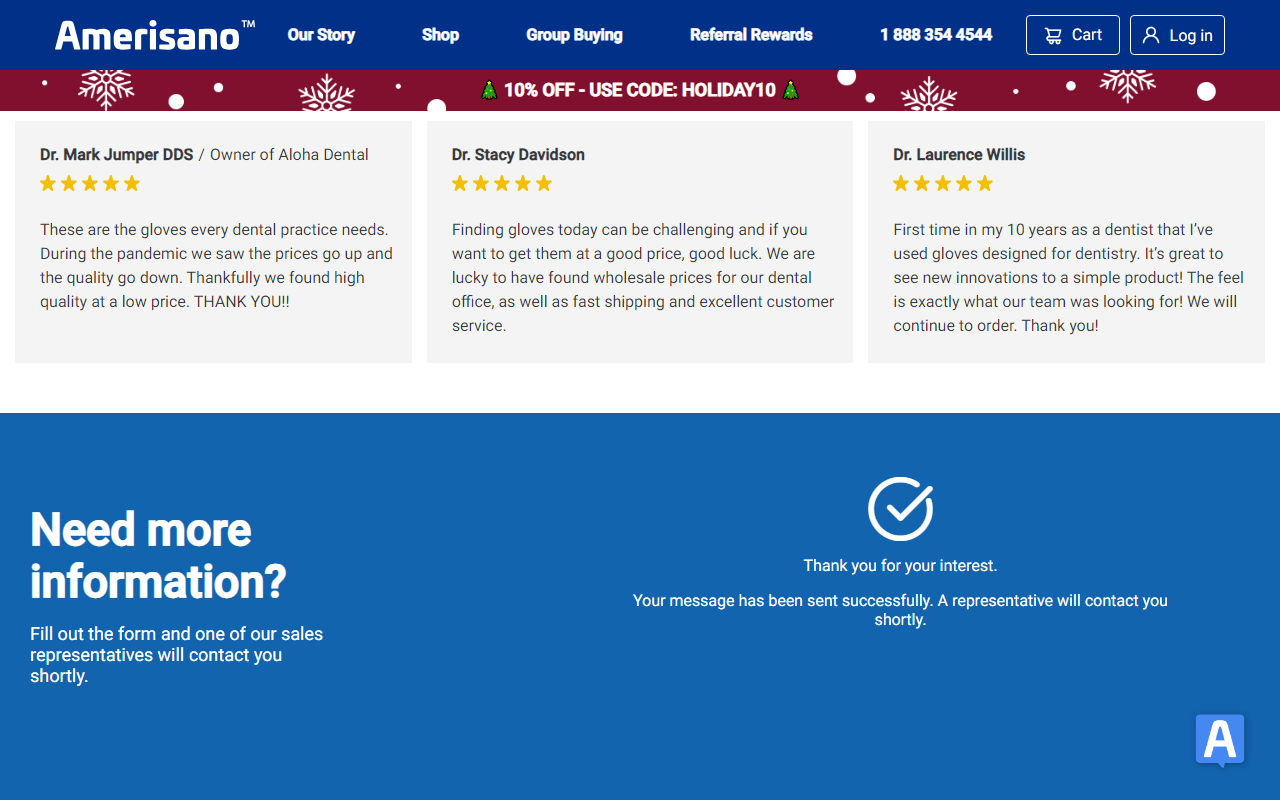 Amerisano™ Our Story Shop Group Buying Referral Rewards 1 888 354 4544 Cart Log in
🎄 10% OFF - USE CODE: HOLIDAY10 🎄
Dr. Mark Jumper DDS / Owner of Aloha Dental
These are the gloves every dental practice needs.
During the pandemic we saw the prices go up and
the quality go down. Thankfully we found high
quality at a low price. THANK YOU!!
Dr. Stacy Davidson
Finding gloves today can be challenging and if you
want to get them at a good price, good luck. We are
lucky to have found wholesale prices for our dental
office, as well as fast shipping and excellent customer
service.
Dr. Laurence Willis
First time in my 10 years as a dentist that I’ve
used gloves designed for dentistry. It’s great to
see new innovations to a simple product! The feel
is exactly what our team was looking for! We will
continue to order. Thank you!
Need more
information?
Fill out the form and one of our sales
representatives will contact you
shortly.
Thank you for your interest.
Your message has been sent successfully. A representative will contact you
shortly.
A